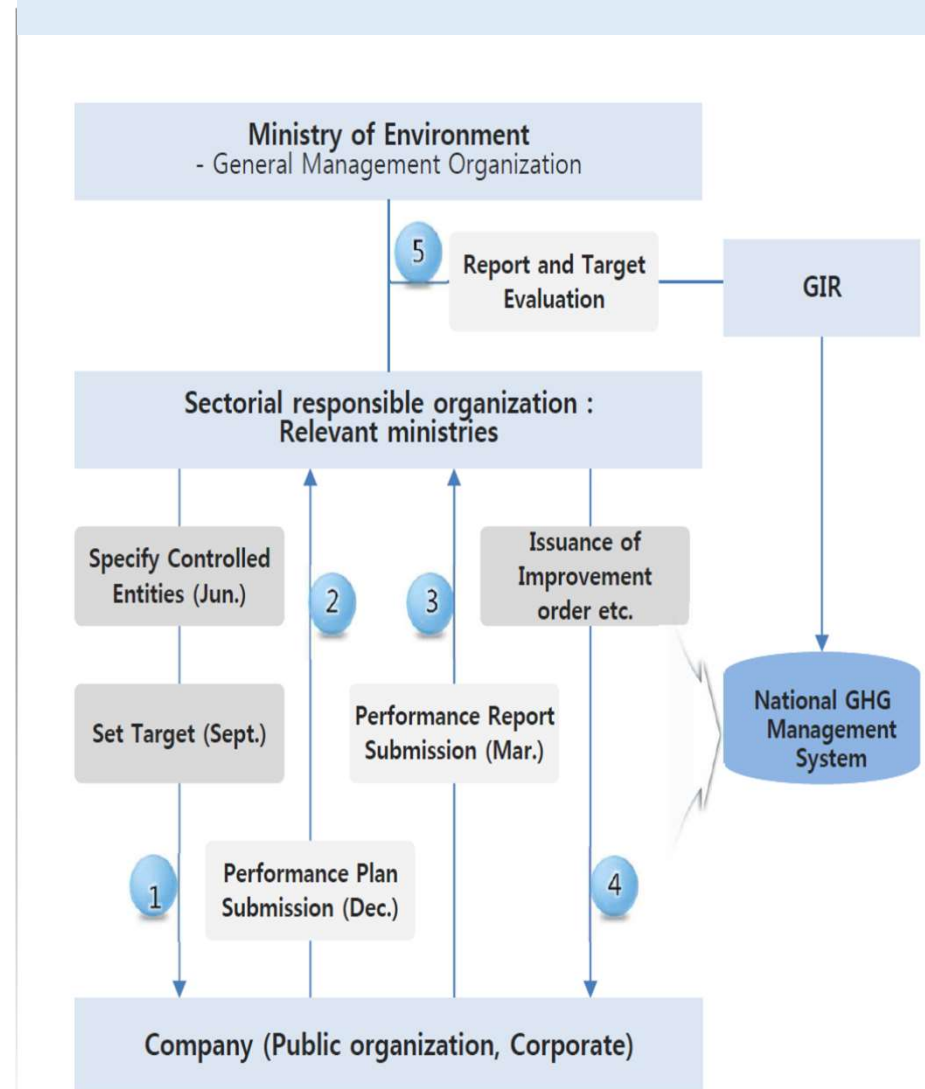 Ministry of Environment
- General Management Organization
5
Report and Target
Evaluation
GIR
Sectorial responsible organization :
Relevant ministries
Specify Controlled
Entities (Jun.)
2
3
Issuance of
Improvement
order etc.
Set Target (Sept.)
Performance Report
Submission (Mar.)
National GHG
Management
System
1
Performance Plan
Submission (Dec.)
4
Company (Public organization, Corporate)